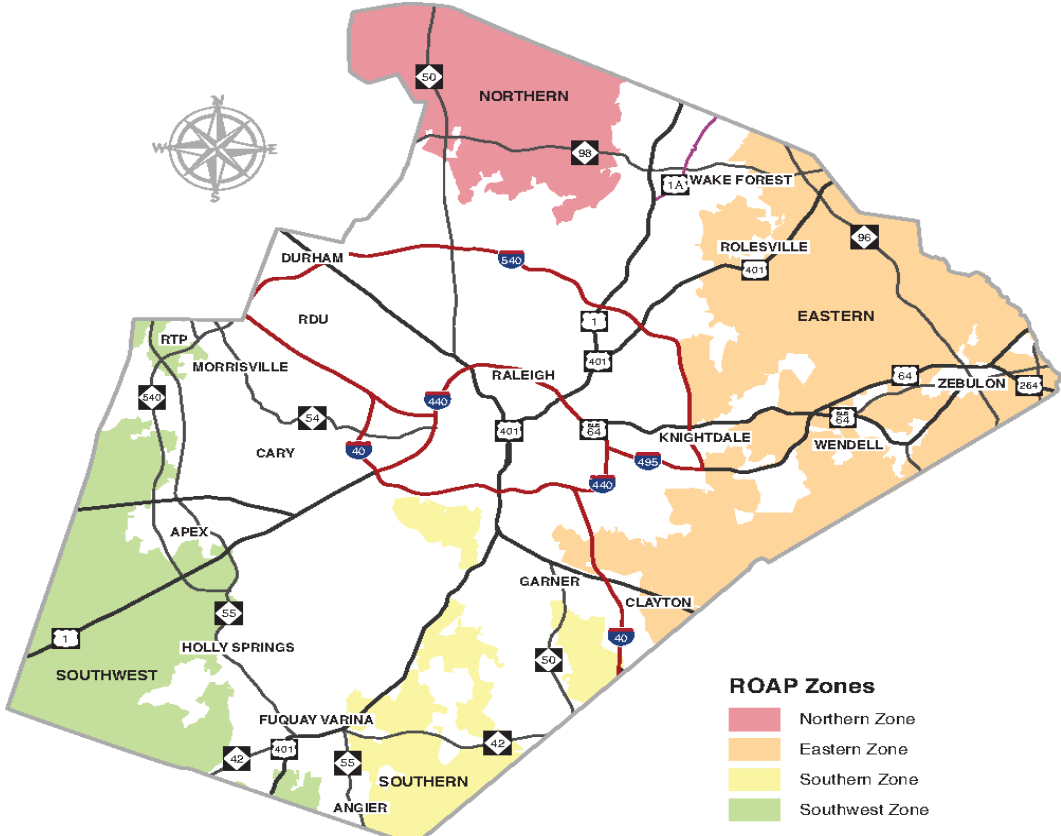 50
NORTHERN
N
W
E
S
98
1A
WAKE FOREST
ROLESVILLE
96
401
DURHAM
540
RDU
1
EASTERN
RTP
MORRISVILLE
401
RALEIGH
64
ZEBULON
264
540
440
54
401
64
KNIGHTDALE
64
WENDELL
CARY
40
495
440
APEX
GARNER
CLAYTON
55
1
HOLLY SPRINGS
40
SOUTHWEST
50
FUQUAY VARINA
42
401
42
55
SOUTHERN
ANGIER
ROAP Zones
Northern Zone
Eastern Zone
Southern Zone
Southwest Zone